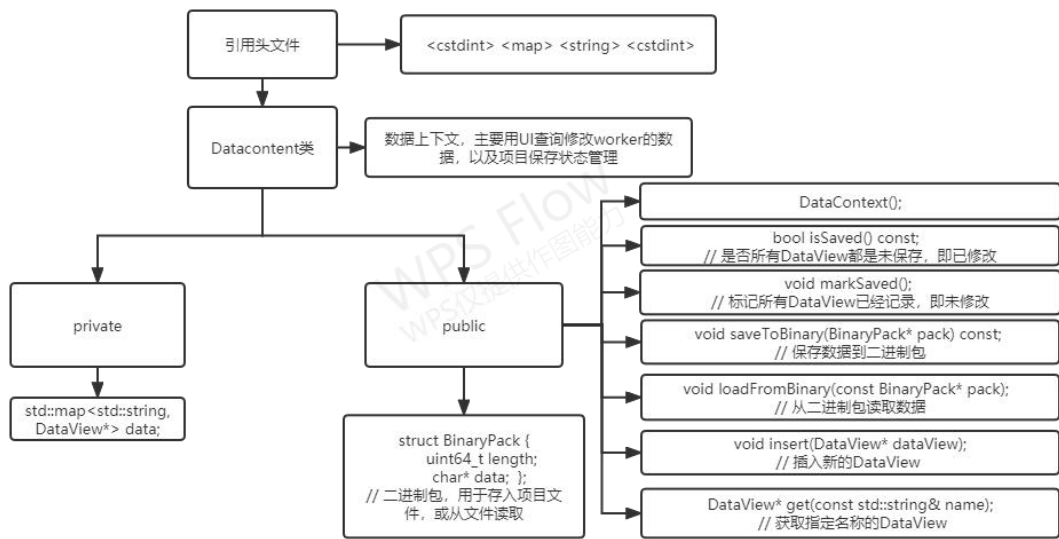 引用头文件
<cstdint> <map> <string> <cstdint>
Datacontent类
数据上下文，主要用UI查询修改worker的数
据，以及项目保存状态管理
private
std::map<std::string,
DataView*> data;
public
struct BinaryPack {
uint64_t length;
char* data; };
// 二进制包，用于存入项目文
件，或从文件读取
DataContext();
bool isSaved() const;
// 是否所有DataView都是未保存，即已修改
void markSaved();
// 标记所有DataView已经记录，即未修改
void saveToBinary(BinaryPack* pack) const;
// 保存数据到二进制包
void loadFromBinary(const BinaryPack* pack);
// 从二进制包读取数据
void insert(DataView* dataView);
// 插入新的DataView
DataView* get(const std::string& name);
// 获取指定名称的DataView
WPS Flow
WPS仅提供作图能力